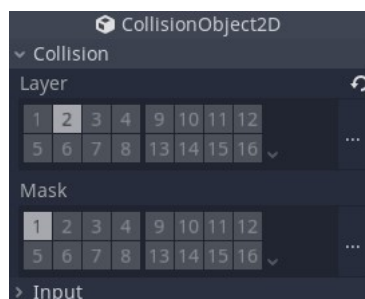 CollisionObject2D
Collision
Layer
1 2 3 4 9 10 11 12
5 6 7 8 13 14 15 16
...
Mask
1 2 3 4 9 10 11 12
5 6 7 8 13 14 15 16
...
Input